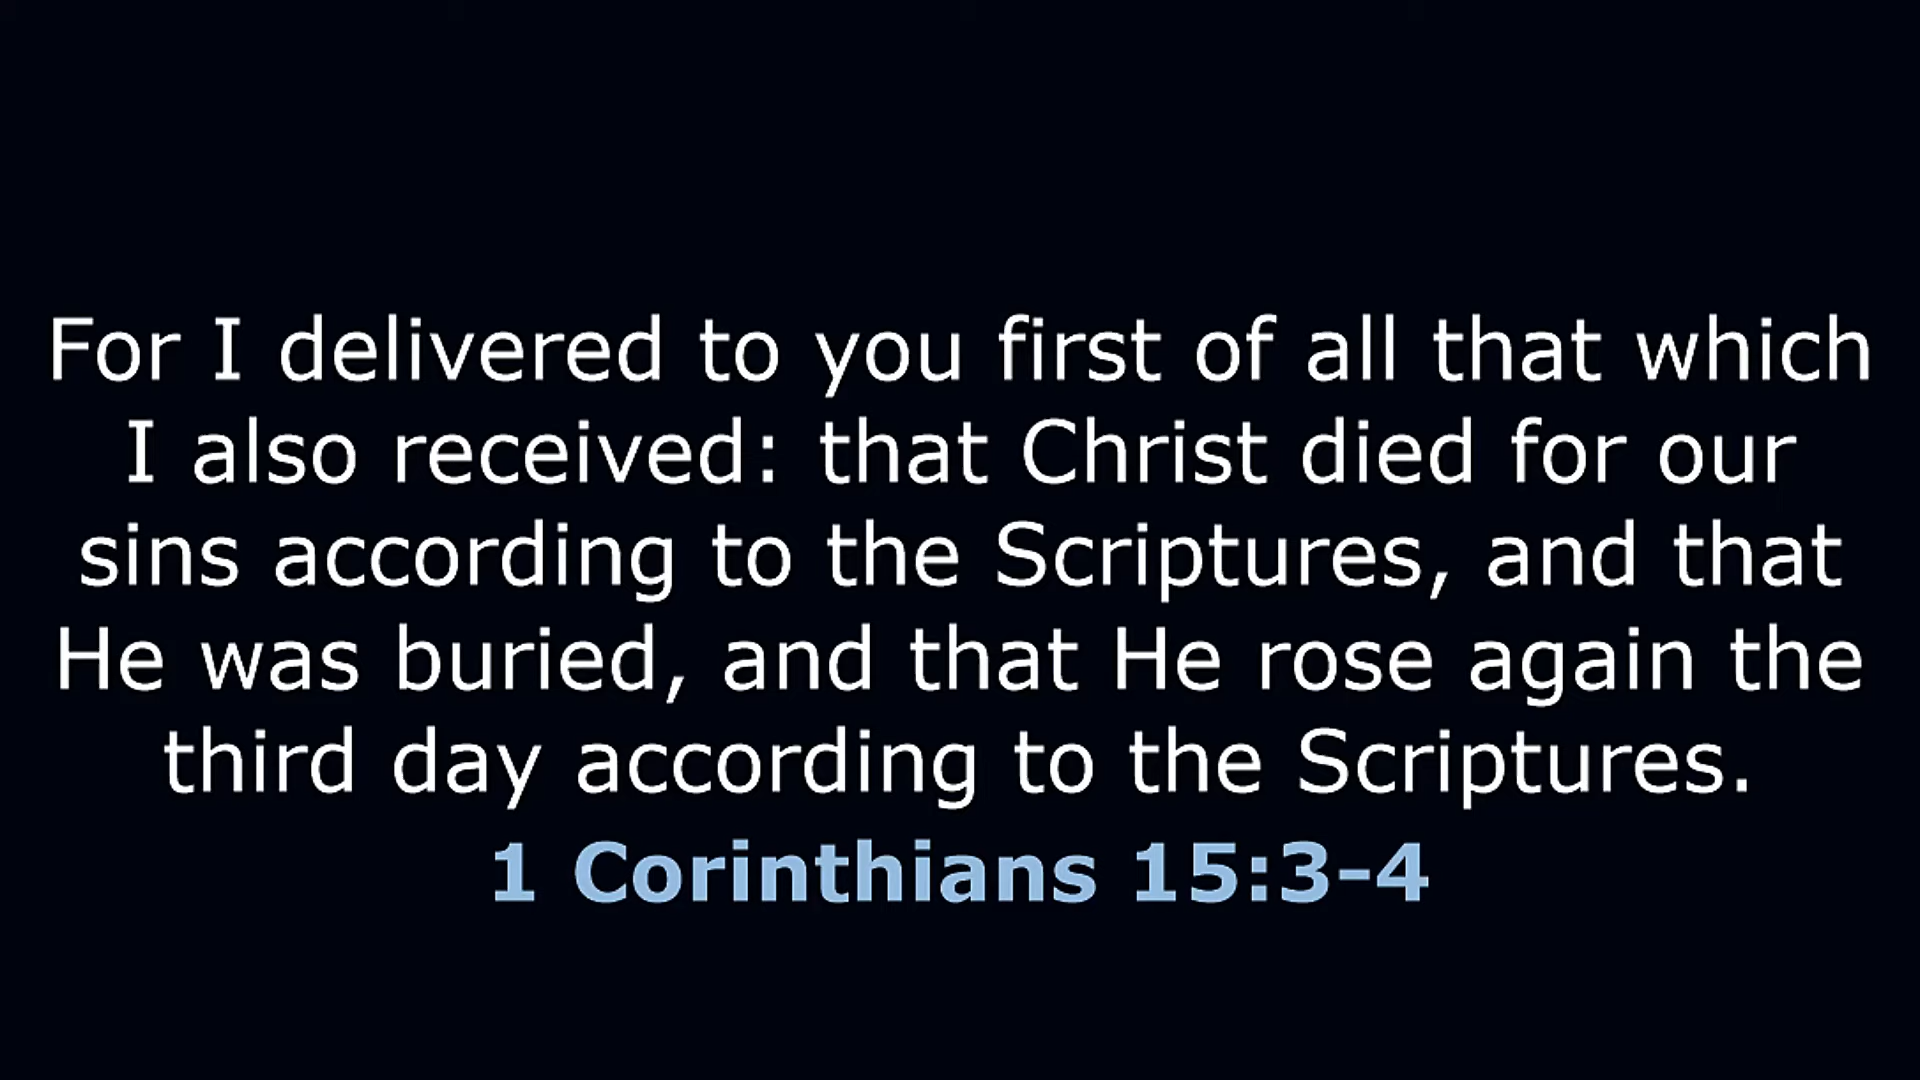 For I delivered to you first of all that which
I also received: that Christ died for our
sins according to the Scriptures, and that
He was buried, and that He rose again the
third day according to the Scriptures.
1 Corinthians 15:3-4